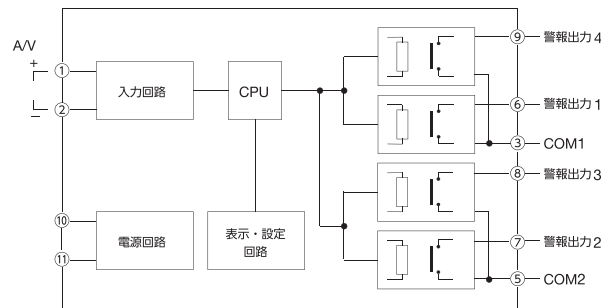 A/V
+
①
②
−
入力回路
CPU
⑨ 警報出力4
⑥ 警報出力1
③ COM1
⑧ 警報出力3
⑦ 警報出力2
⑤ COM2
⑩
⑪
電源回路
表示・設定
回路